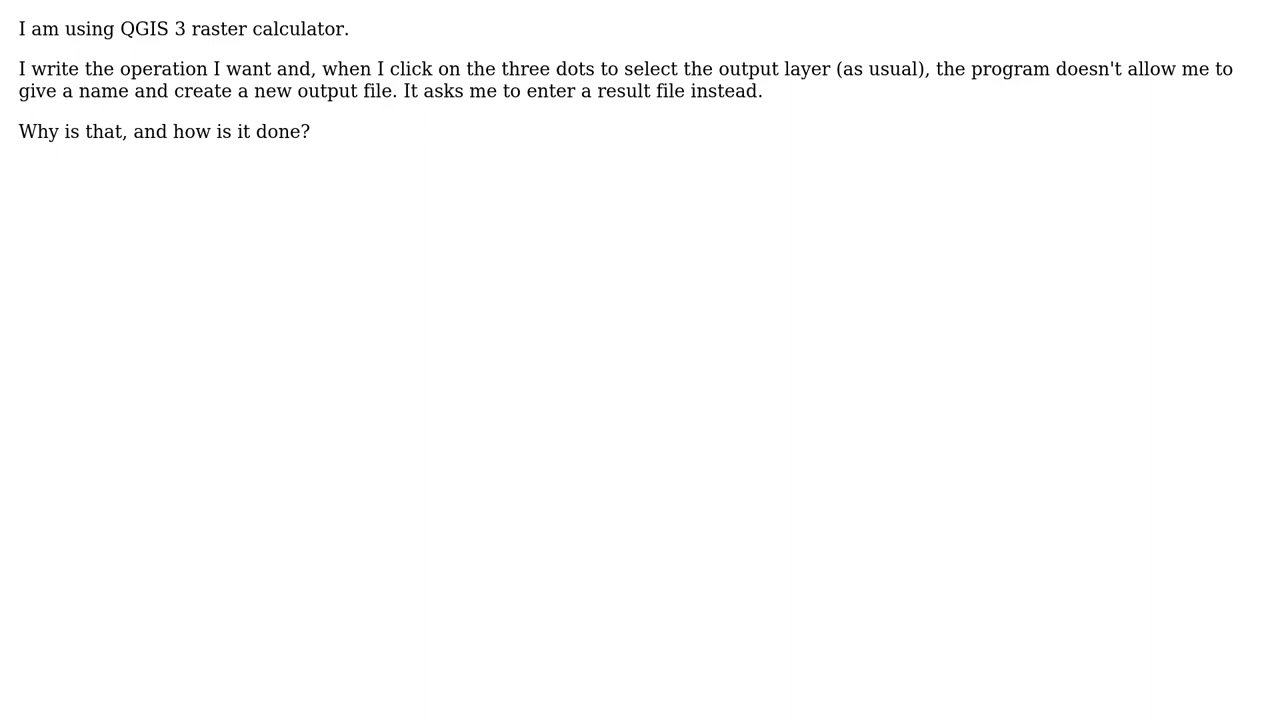 I am using QGIS 3 raster calculator.
I write the operation I want and, when I click on the three dots to select the output layer (as usual), the program doesn't allow me to
give a name and create a new output file. It asks me to enter a result file instead.
Why is that, and how is it done?